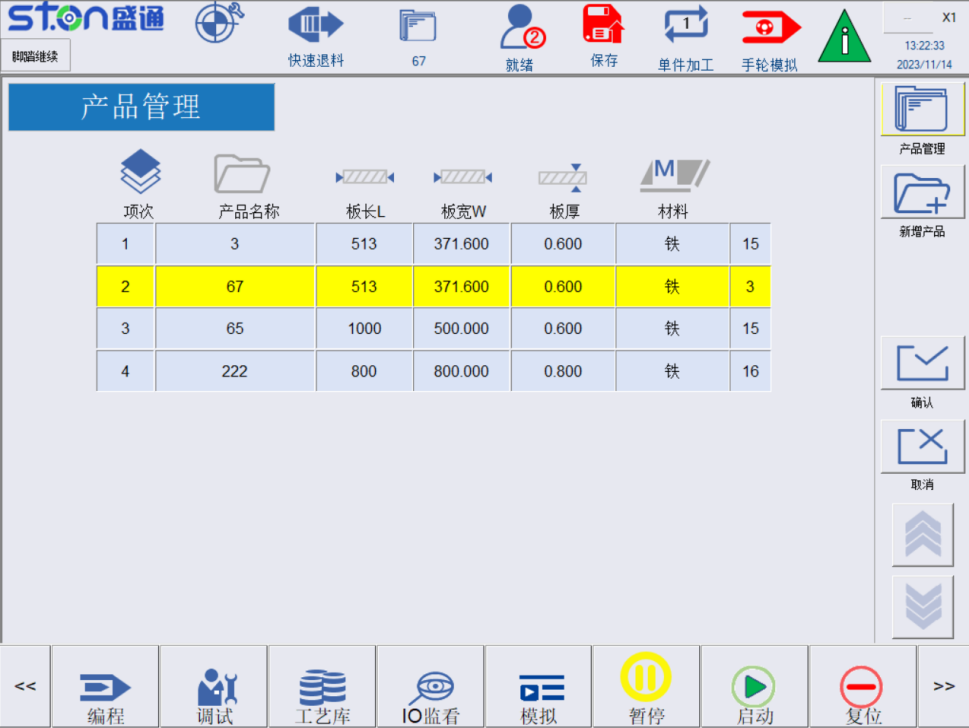 STON盛通
X1
1
2
13:22:33
脚踏继续
快速退料
67
就绪
保存
单件加工
手轮模拟
2023/11/14
产品管理
产品管理
M
项次 产品名称 板长L 板宽W 板厚 材料
新增产品
1 3 513 371.600 0.600 铁 15
2 67 513 371.600 0.600 铁 3
3 65 1000 500.000 0.600 铁 15
4 222 800 800.000 0.800 铁 16
确认
取消
<< 编程 调试 工艺库 IO监看 模拟 暂停 启动 复位 >>